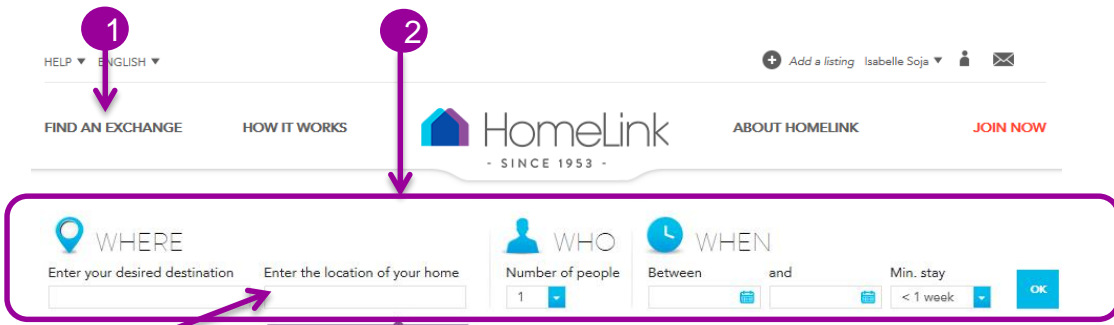 1 2
HELP ▼ ENGLISH ▼ Add a listing Isabelle Soja ▼
FIND AN EXCHANGE HOW IT WORKS HomeLink ABOUT HOMELINK JOIN NOW
- SINCE 1953 -
WHERE WHO WHEN
Enter your desired destination Enter the location of your home Number of people Between and Min. stay
1 < 1 week OK